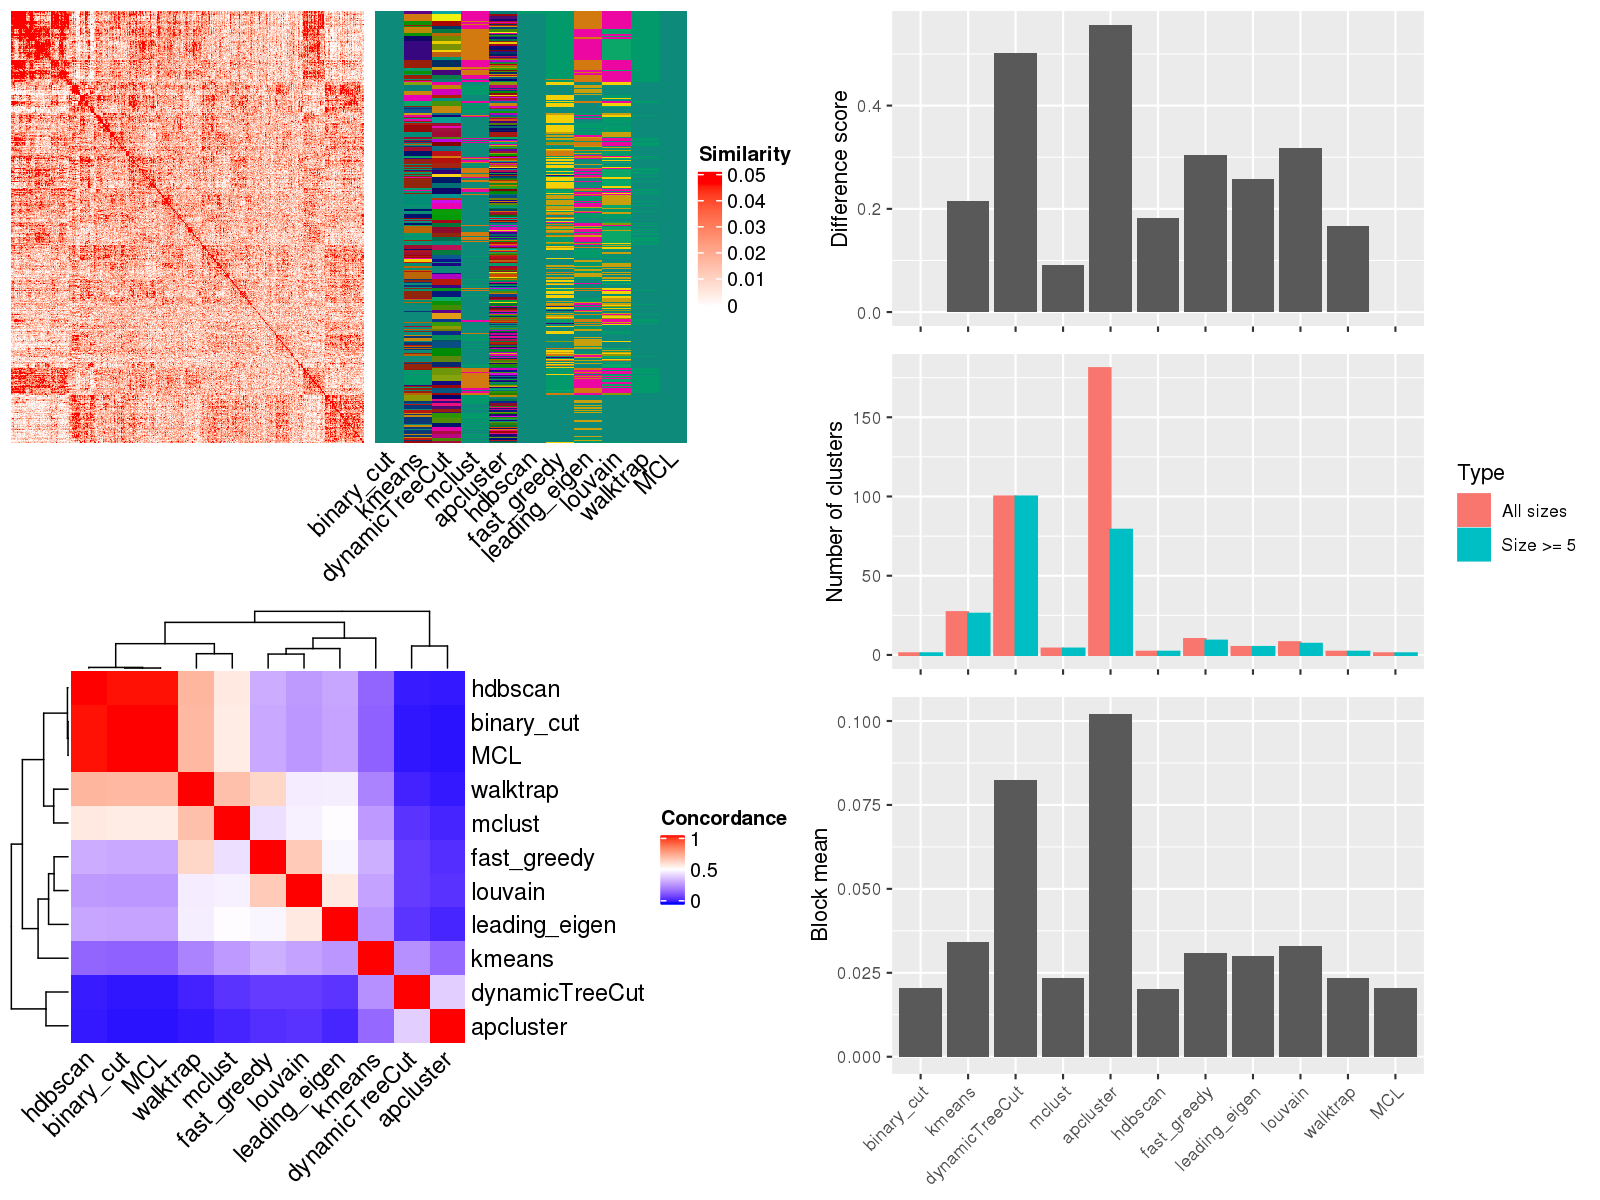 Similarity
0.05
0.04
0.03
0.02
0.01
0
binary_cut
kmeans
dynamicTreeCut
mclust
apcluster
hdbscan
fast_greedy
leading_eigen
louvain
walktrap
MCL
hdbscan
binary_cut
MCL
walktrap
mclust
fast_greedy
louvain
leading_eigen
kmeans
dynamicTreeCut
apcluster
Concordance
1
0.5
0
hdbscan
binary_cut
MCL
walktrap
mclust
fast_greedy
louvain
leading_eigen
kmeans
dynamicTreeCut
apcluster
Difference score
0.4
0.2
0.0
Number of clusters
150
100
50
0
Type
All sizes
Size >= 5
Block mean
0.100
0.075
0.050
0.025
0.000
binary_cut
kmeans
dynamicTreeCut
mclust
apcluster
hdbscan
fast_greedy
leading_eigen
louvain
walktrap
MCL